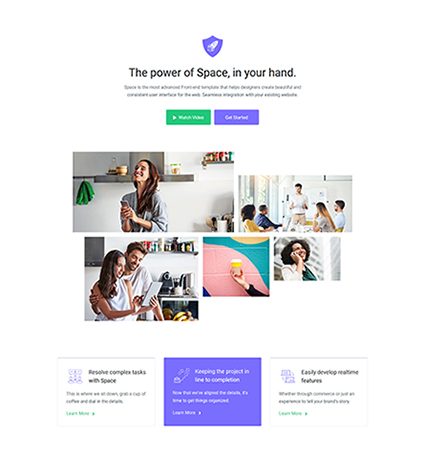 The power of Space, in your hand.
Space is the most advanced Front-end template that helps designers create beautiful and
consistent user interface for the web. Seamless integration with your existing website.
Watch Video
Get Started
Resolve complex tasks
with Space
This is where we sit down, grab a cup of
coffee and dial in the details.
Learn More
Keeping the project in
line to completion
Now that we've aligned the details, it's
time to get things organized.
Learn More
Easily develop realtime
features
Whether through commerce or just an
experience to tell your brand's story.
Learn More